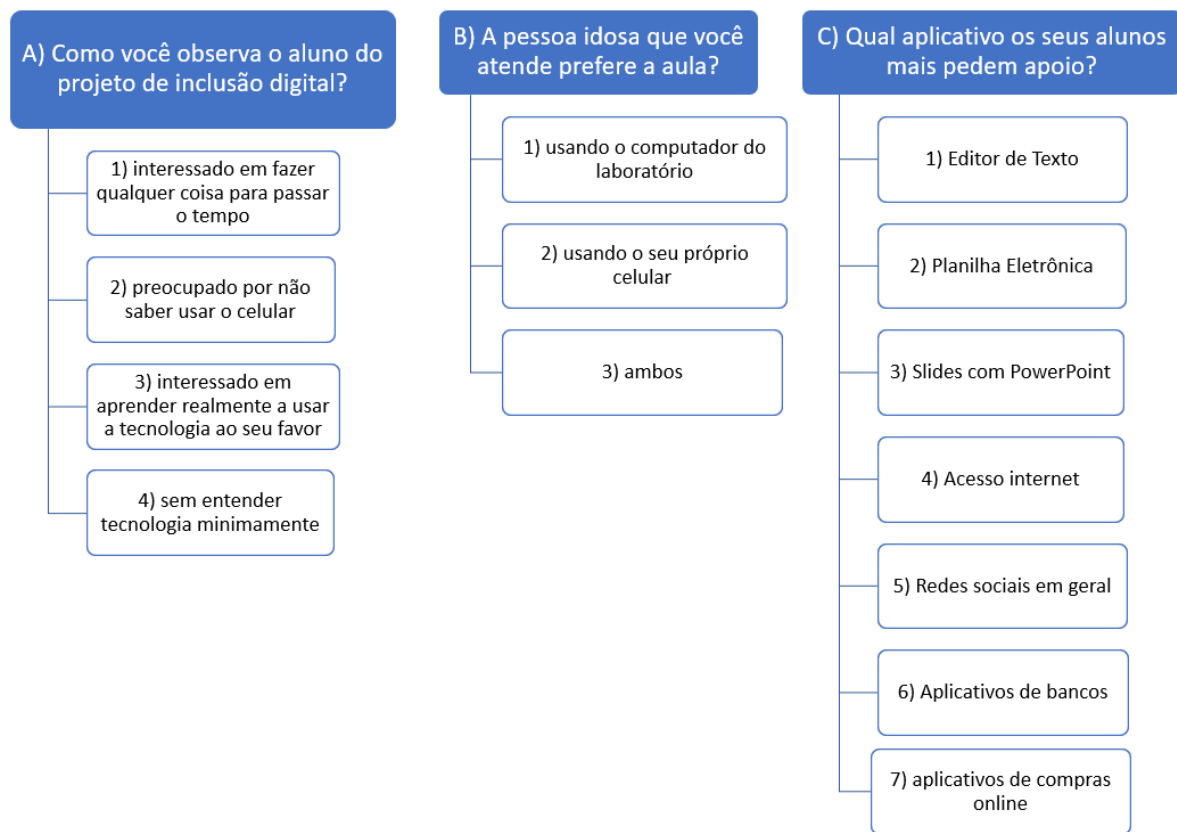 A) Como você observa o aluno do
projeto de inclusão digital?
1) interessado em fazer
qualquer coisa para passar
o tempo
2) preocupado por não
saber usar o celular
3) interessado em
aprender realmente a usar
a tecnologia ao seu favor
4) sem entender
tecnologia minimamente
B) A pessoa idosa que você
atende prefere a aula?
1) usando o computador do
laboratório
2) usando o seu próprio
celular
3) ambos
C) Qual aplicativo os seus alunos
mais pedem apoio?
1) Editor de Texto
2) Planilha Eletrônica
3) Slides com PowerPoint
4) Acesso internet
5) Redes sociais em geral
6) Aplicativos de bancos
7) aplicativos de compras
online